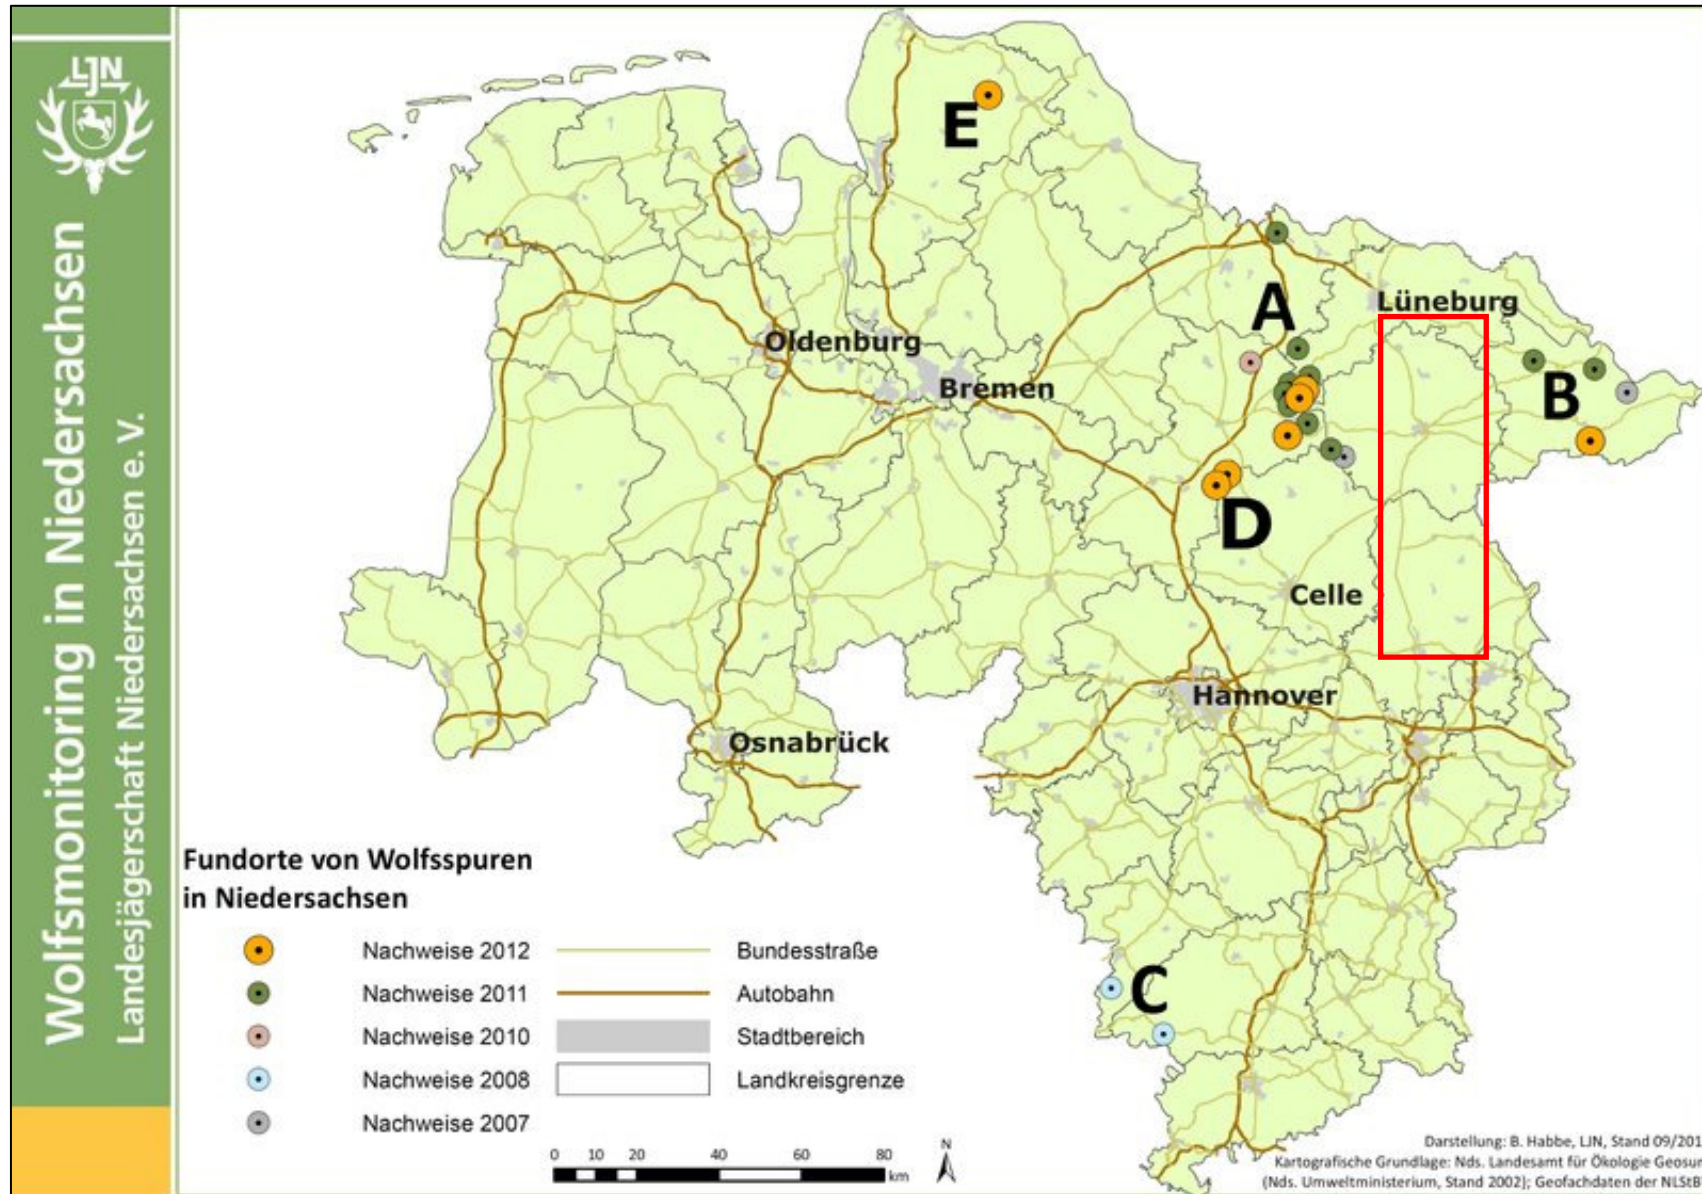 LJN
Wolfsmonitoring in Niedersachsen
Landesjägerschaft Niedersachsen e. V.
E
A
Lüneburg
Oldenburg
Bremen
B
D
Celle
Hannover
Osnabrück
C
Fundorte von Wolfsspuren
in Niedersachsen
Nachweise 2012
Bundesstraße
Nachweise 2011
Autobahn
Nachweise 2010
Stadtbereich
Nachweise 2008
Landkreisgrenze
Nachweise 2007
0 10 20 40 60 80
km
N
Darstellung: B. Habbe, LJN, Stand 09/201
Kartografische Grundlage: Nds. Landesamt für Ökologie Geosur
(Nds. Umweltministerium, Stand 2002); Geofachdaten der NLStB